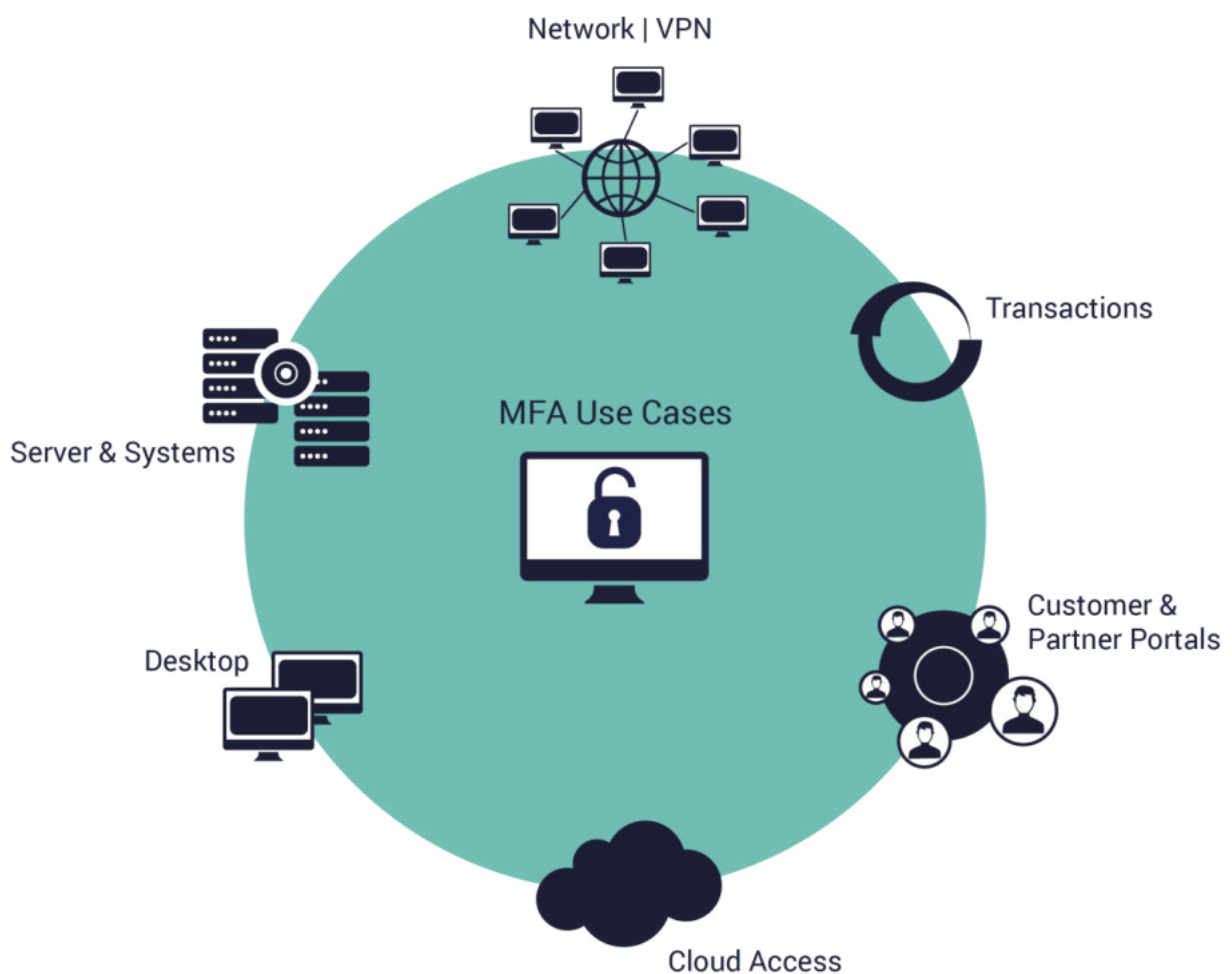 Network | VPN
Transactions
MFA Use Cases
Server & Systems
Customer &
Partner Portals
Desktop
Cloud Access